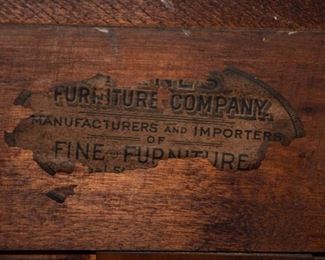 FURNITURE COMPANY.
MANUFACTURERS AND IMPORTERS
OF
FINE FURNITURE